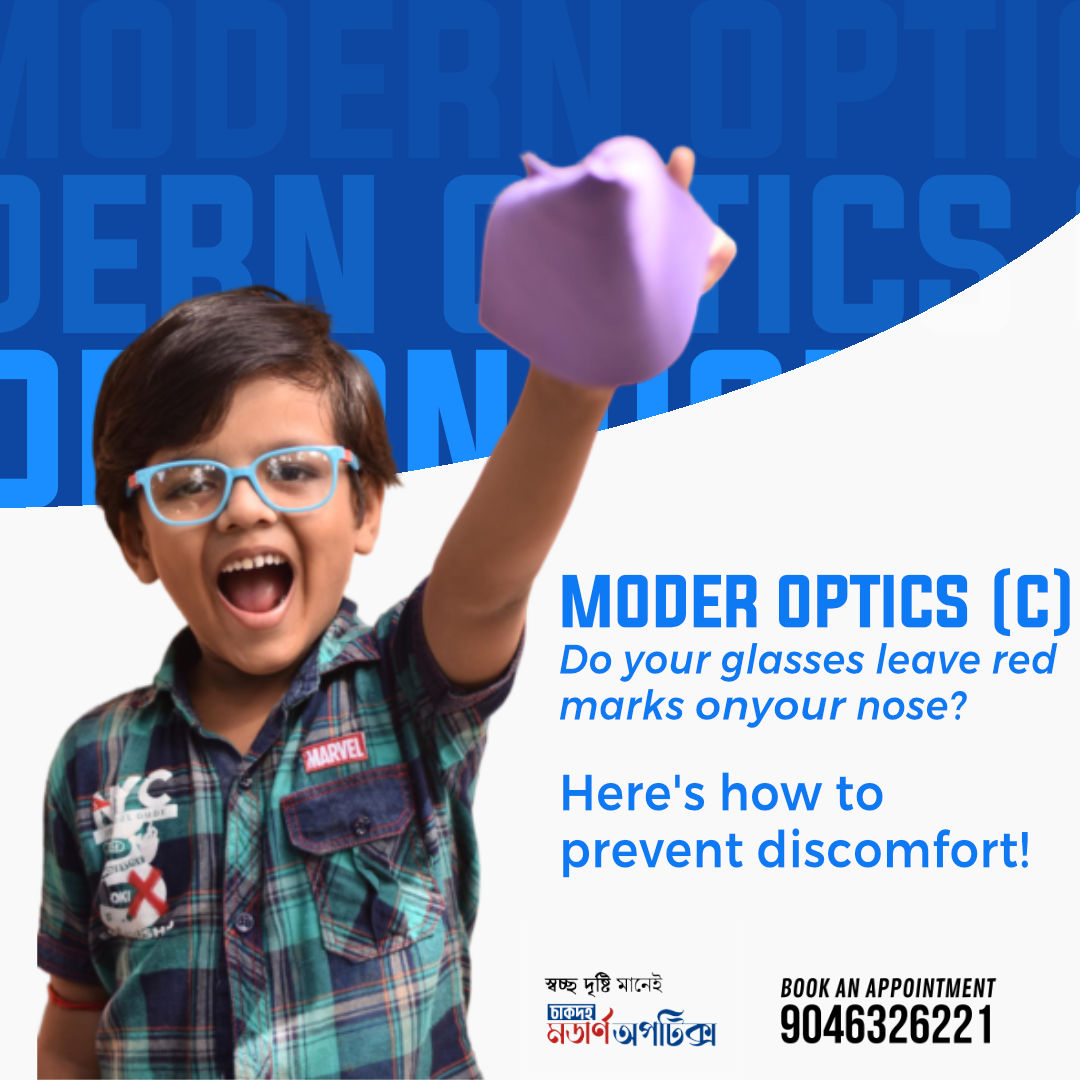 MODERN OPTIC
DERN OPTICS
MARVEL
NYC
OKI
MODER OPTICS (C)
Do your glasses leave red
marks onyour nose?
Here's how to
prevent discomfort!
স্বচ্ছ দৃষ্টি মানেই
চাকদহ
মডার্ণ অপটিক্স
BOOK AN APPOINTMENT
9046326221